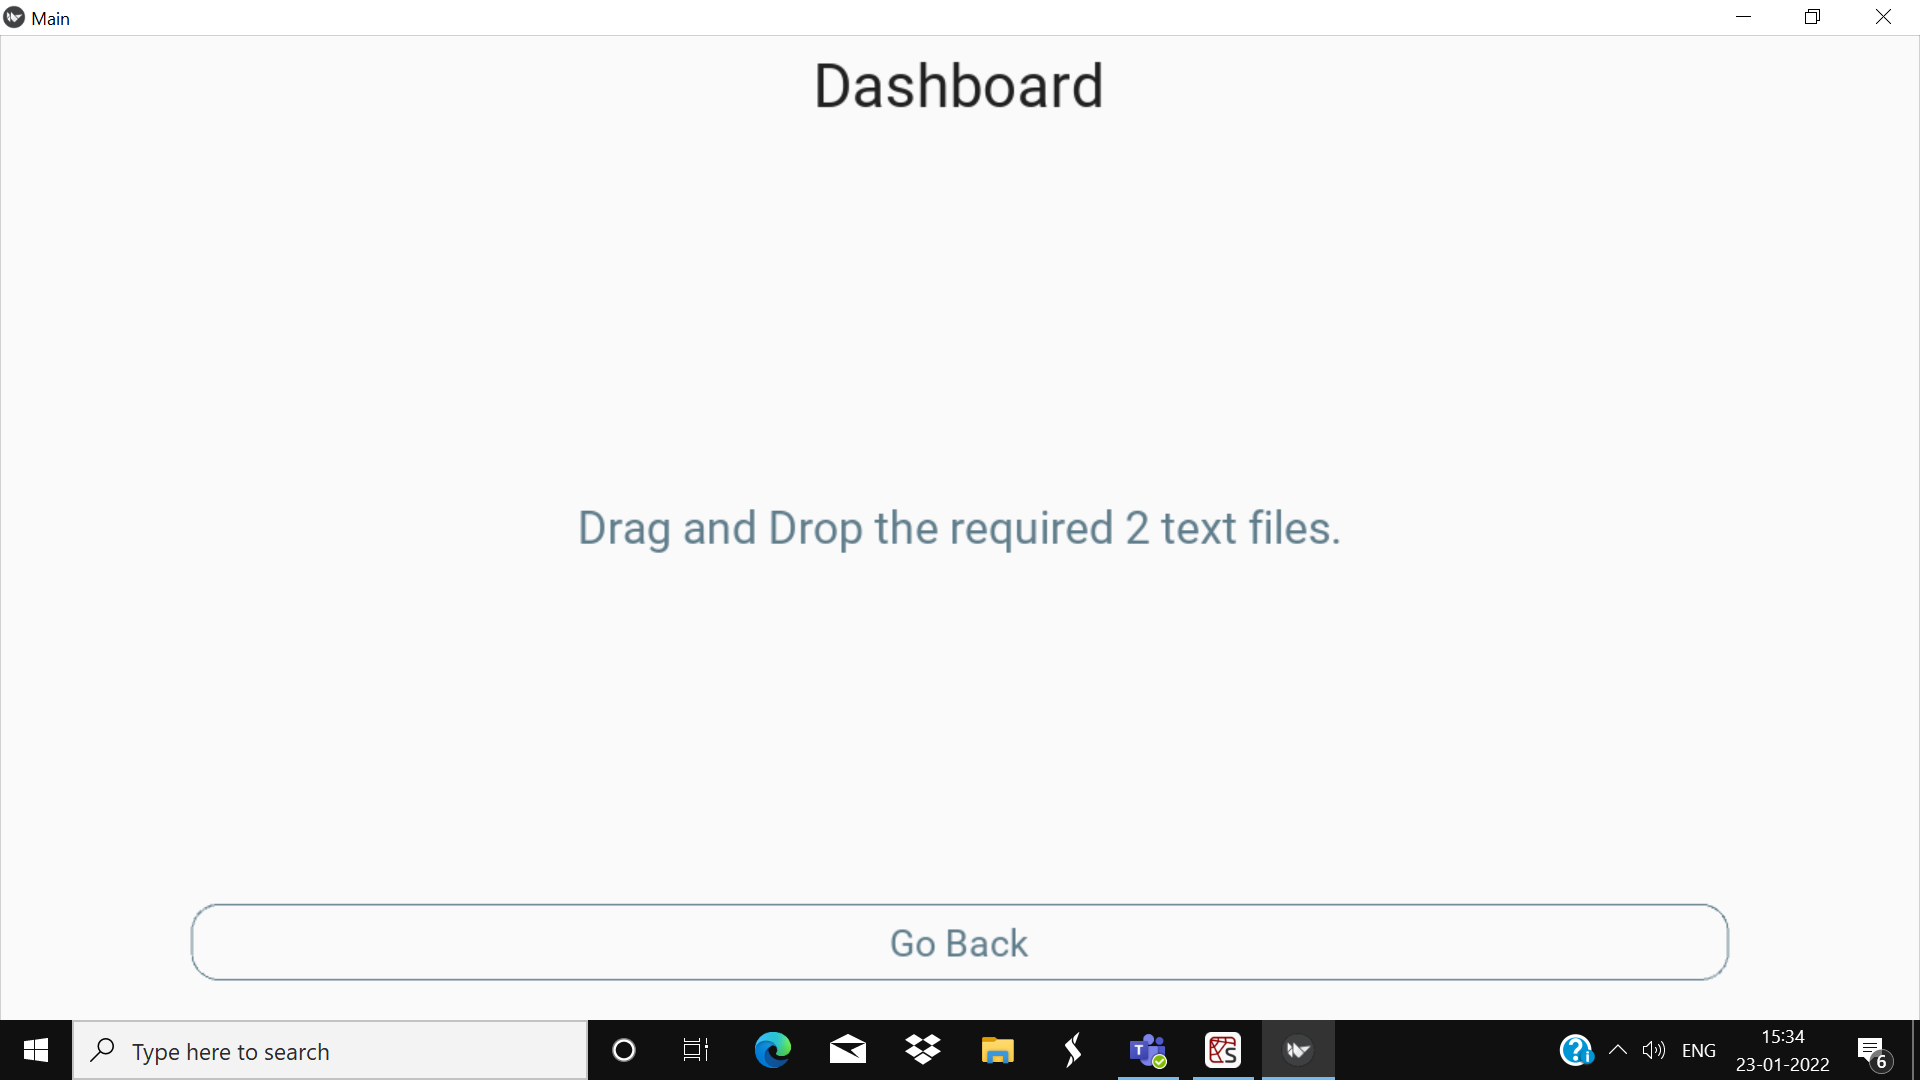 Main
Dashboard
Drag and Drop the required 2 text files.
Go Back
Type here to search
T
S
?
i
ENG
15:34
23-01-2022
6